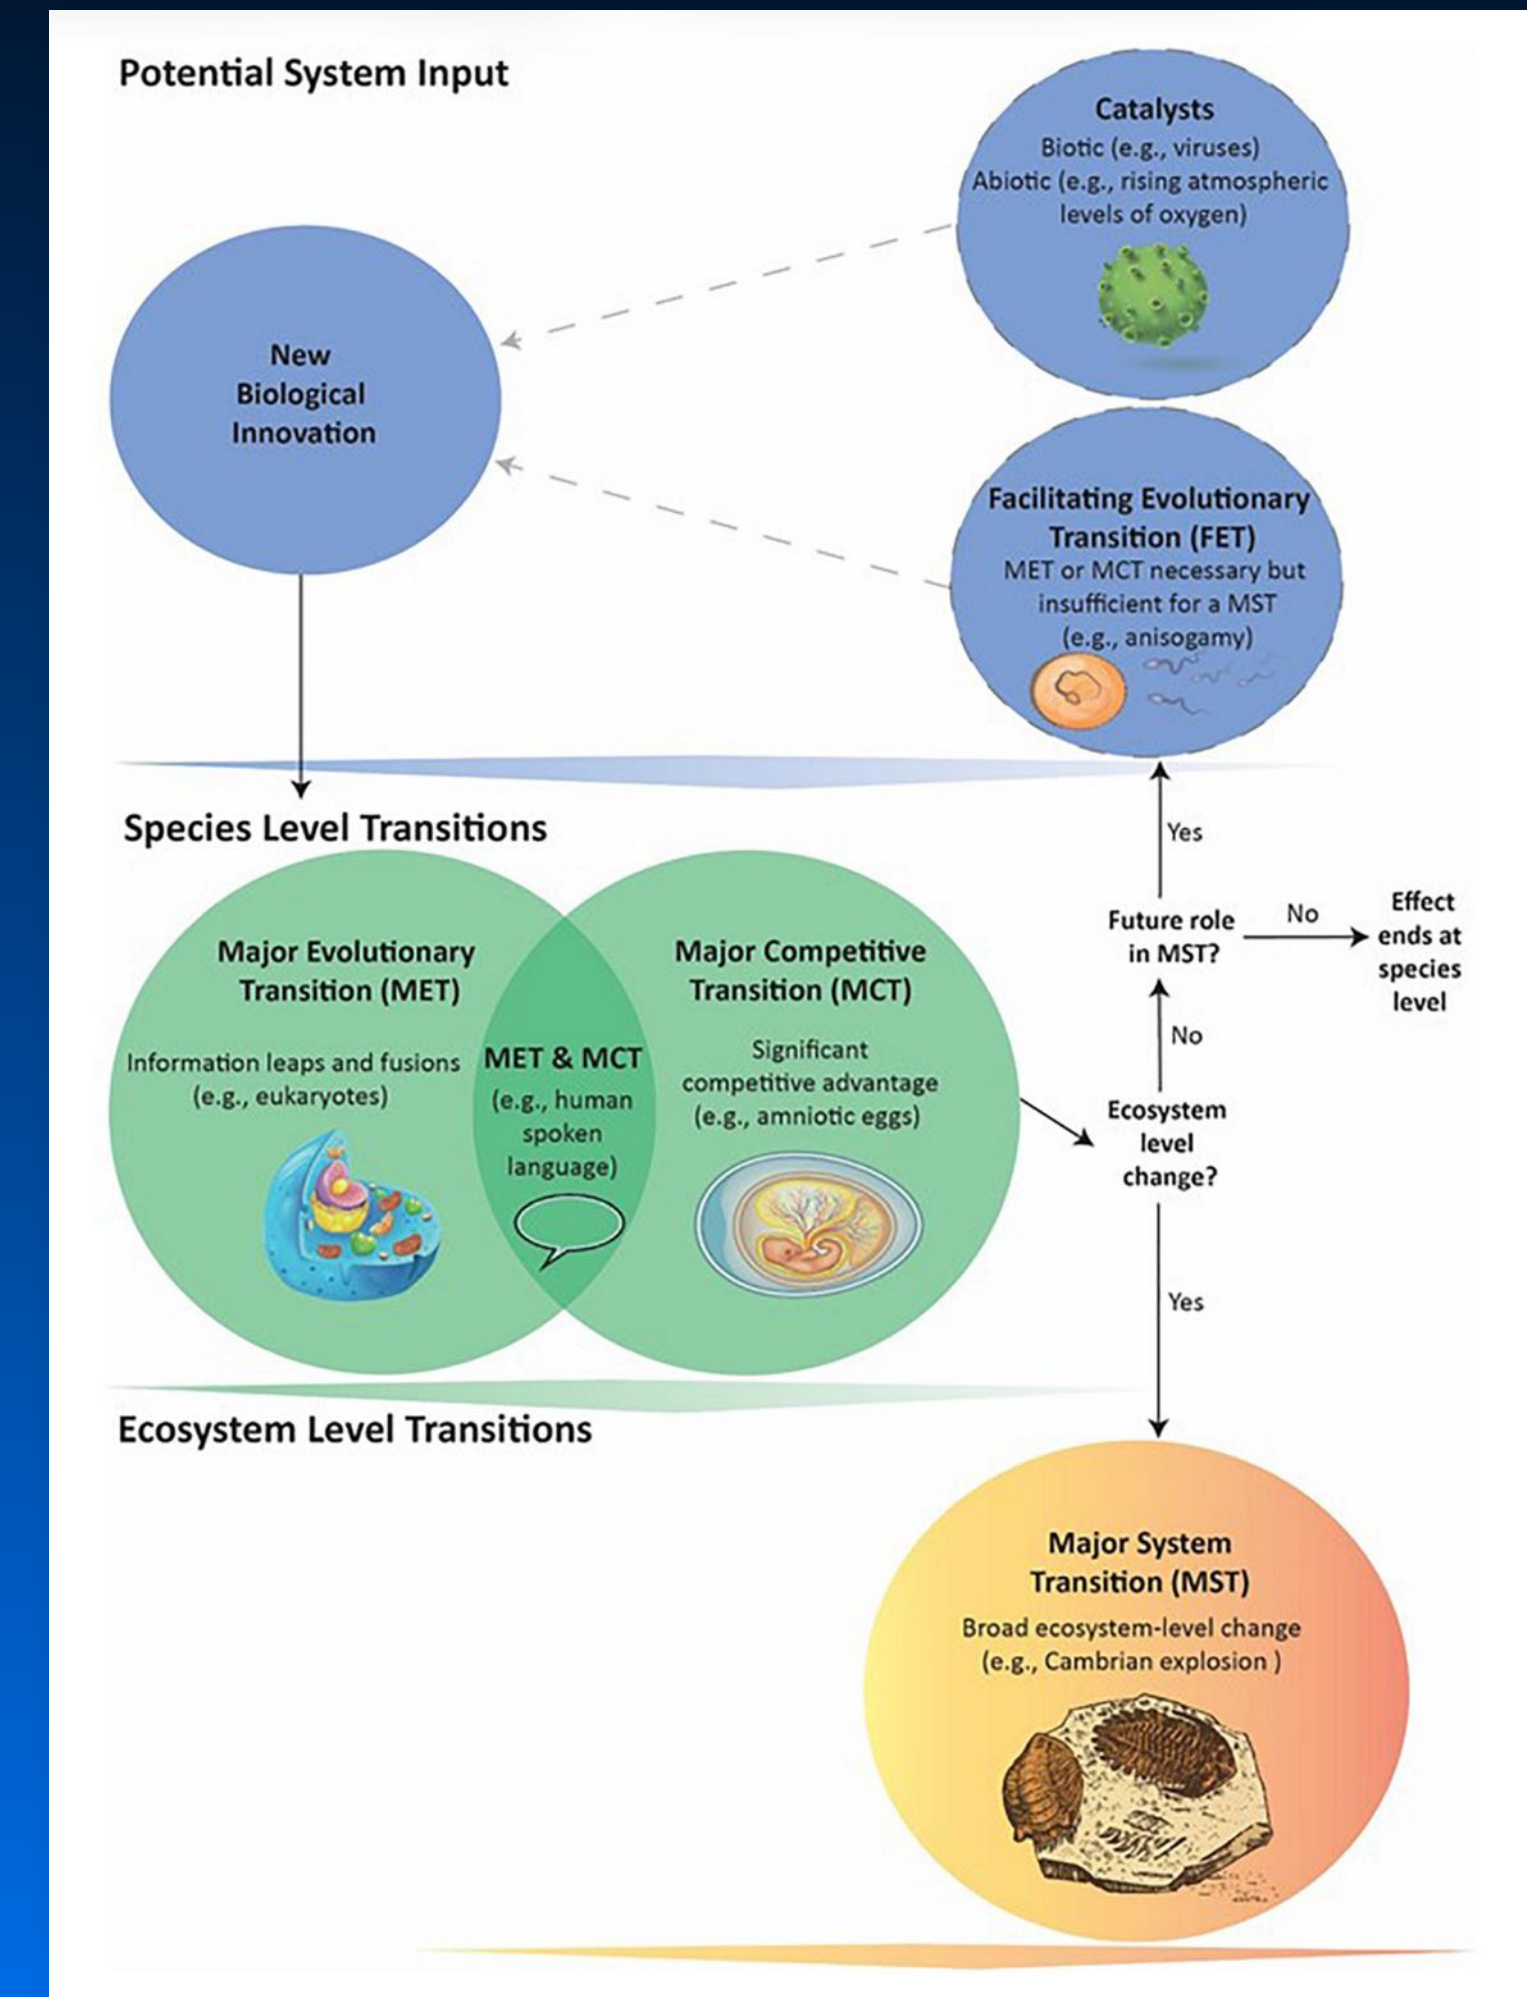 Potential System Input
Catalysts
Biotic (e.g., viruses)
Abiotic (e.g., rising atmospheric
levels of oxygen)
New
Biological
Innovation
Facilitating Evolutionary
Transition (FET)
MET or MCT necessary but
insufficient for a MST
(e.g., anisogamy)
Species Level Transitions
Major Evolutionary
Transition (MET)
Information leaps and fusions
(e.g., eukaryotes)
MET & MCT
(e.g., human
spoken
language)
Major Competitive
Transition (MCT)
Significant
competitive advantage
(e.g., amniotic eggs)
Yes
Future role
in MST?
No
Effect
ends at
species
level
No
Ecosystem
level
change?
Yes
Ecosystem Level Transitions
Major System
Transition (MST)
Broad ecosystem-level change
(e.g., Cambrian explosion )